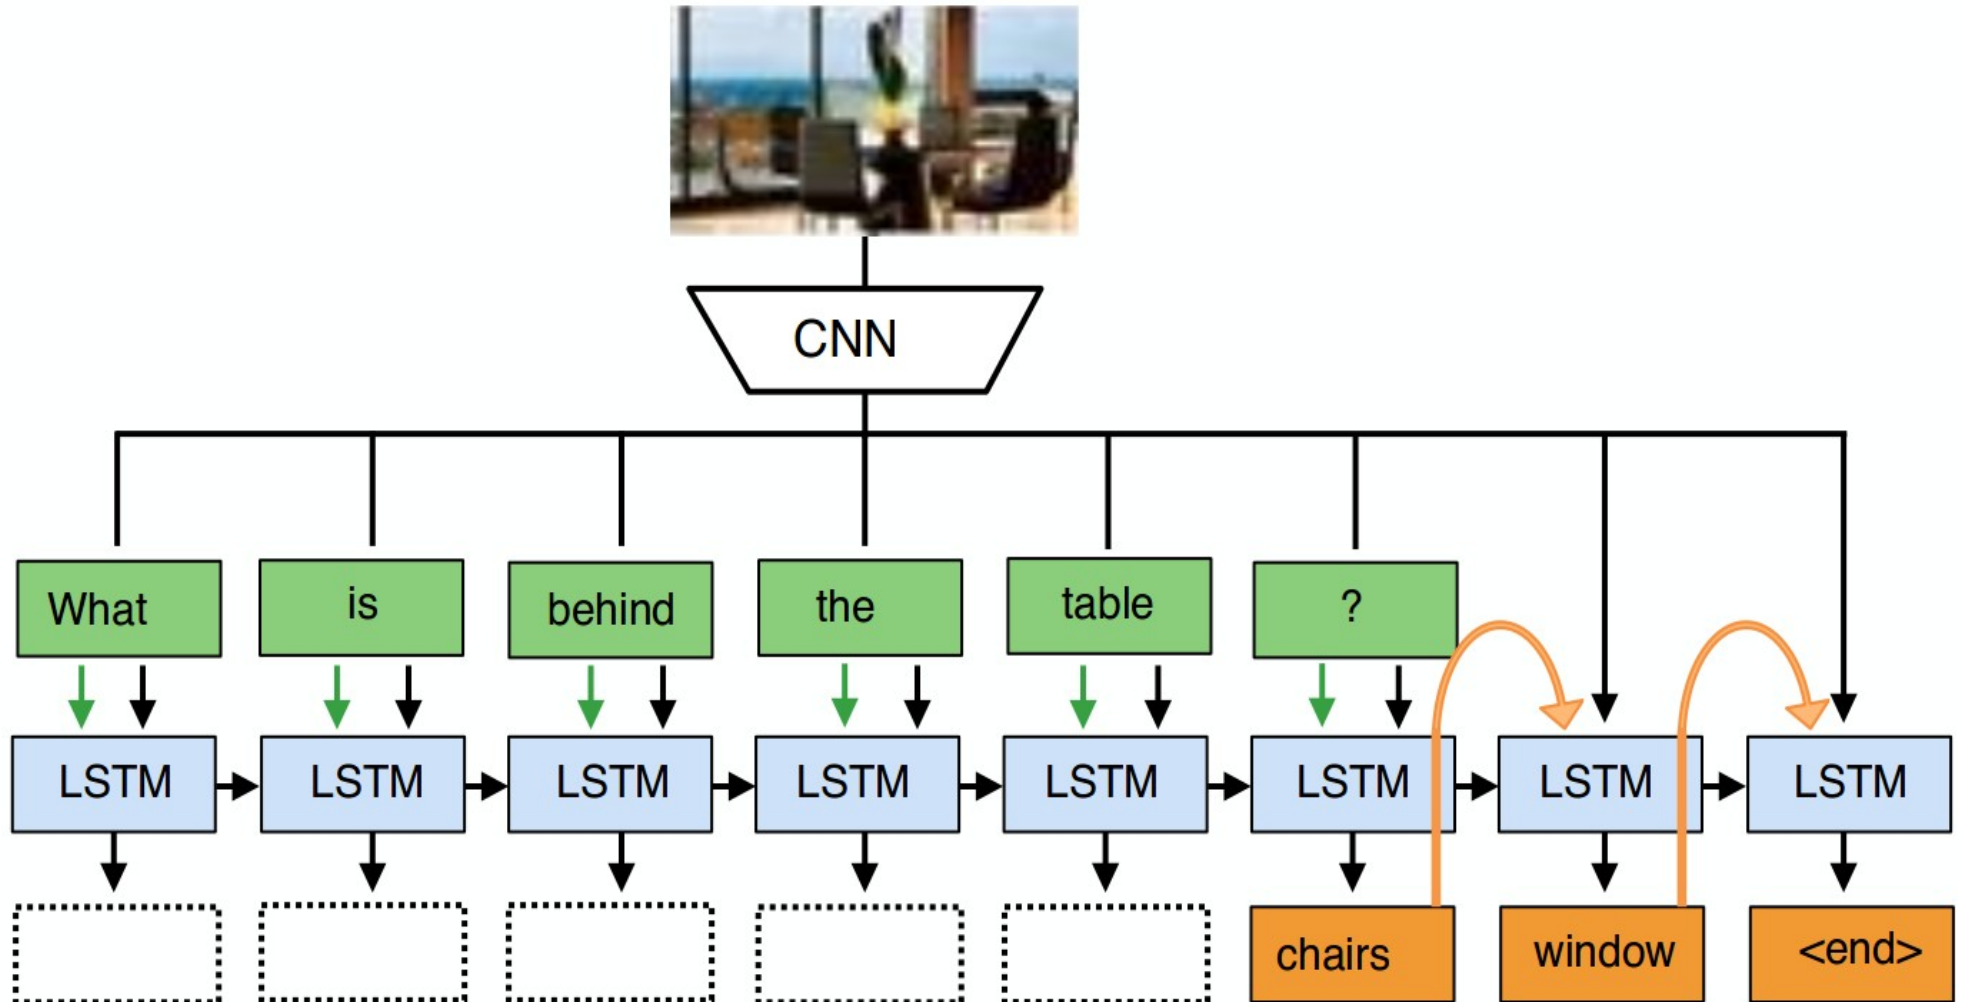 CNN
What is behind the table ?
LSTM LSTM LSTM LSTM LSTM LSTM LSTM LSTM
chairs window <end>